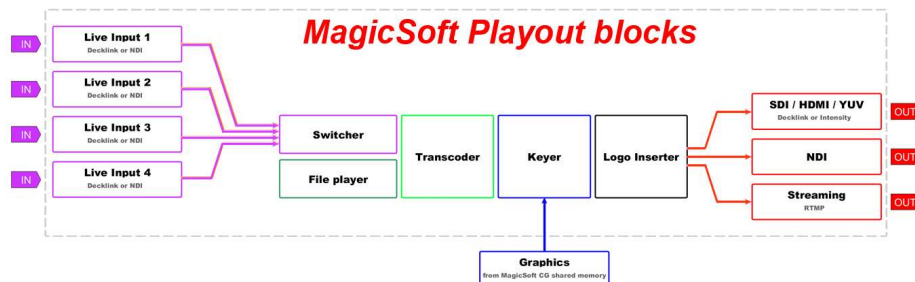 MagicSoft Playout blocks
IN
Live Input 1
Decklink or NDI
IN
Live Input 2
Decklink or NDI
IN
Live Input 3
Decklink or NDI
IN
Live Input 4
Decklink or NDI
Switcher
File player
Transcoder
Keyer
Logo Inserter
SDI / HDMI / YUV
Decklink or Intensity
OUT
NDI
OUT
Streaming
RTMP
OUT
Graphics
from MagicSoft CG shared memory